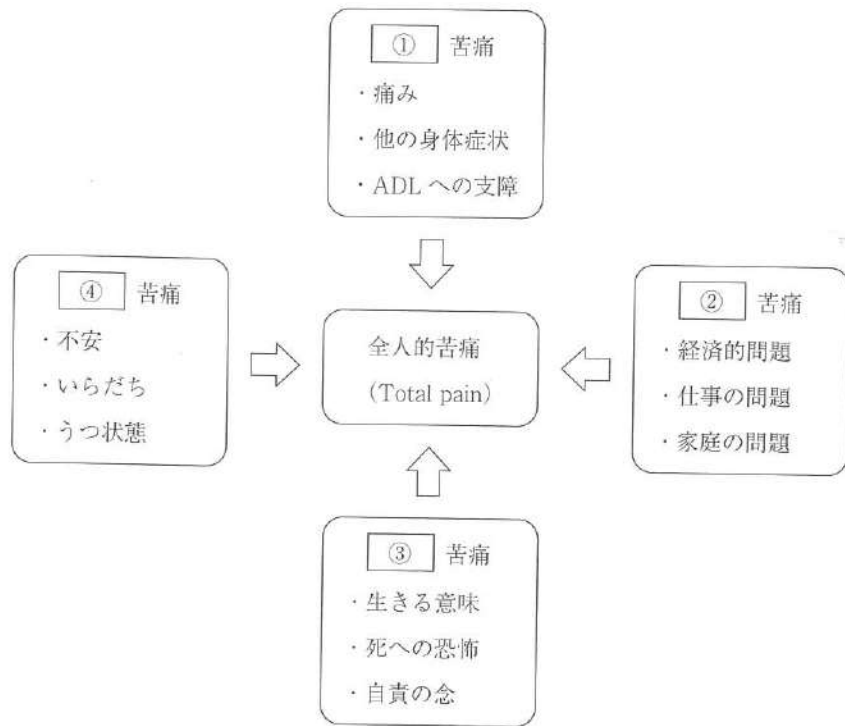 ① 苦痛
・痛み
・他の身体症状
・ADL への支障
④ 苦痛
・不安
・いらだち
・うつ状態
全人的苦痛
(Total pain)
② 苦痛
・経済的問題
・仕事の問題
・家庭の問題
③ 苦痛
・生きる意味
・死への恐怖
・自責の念